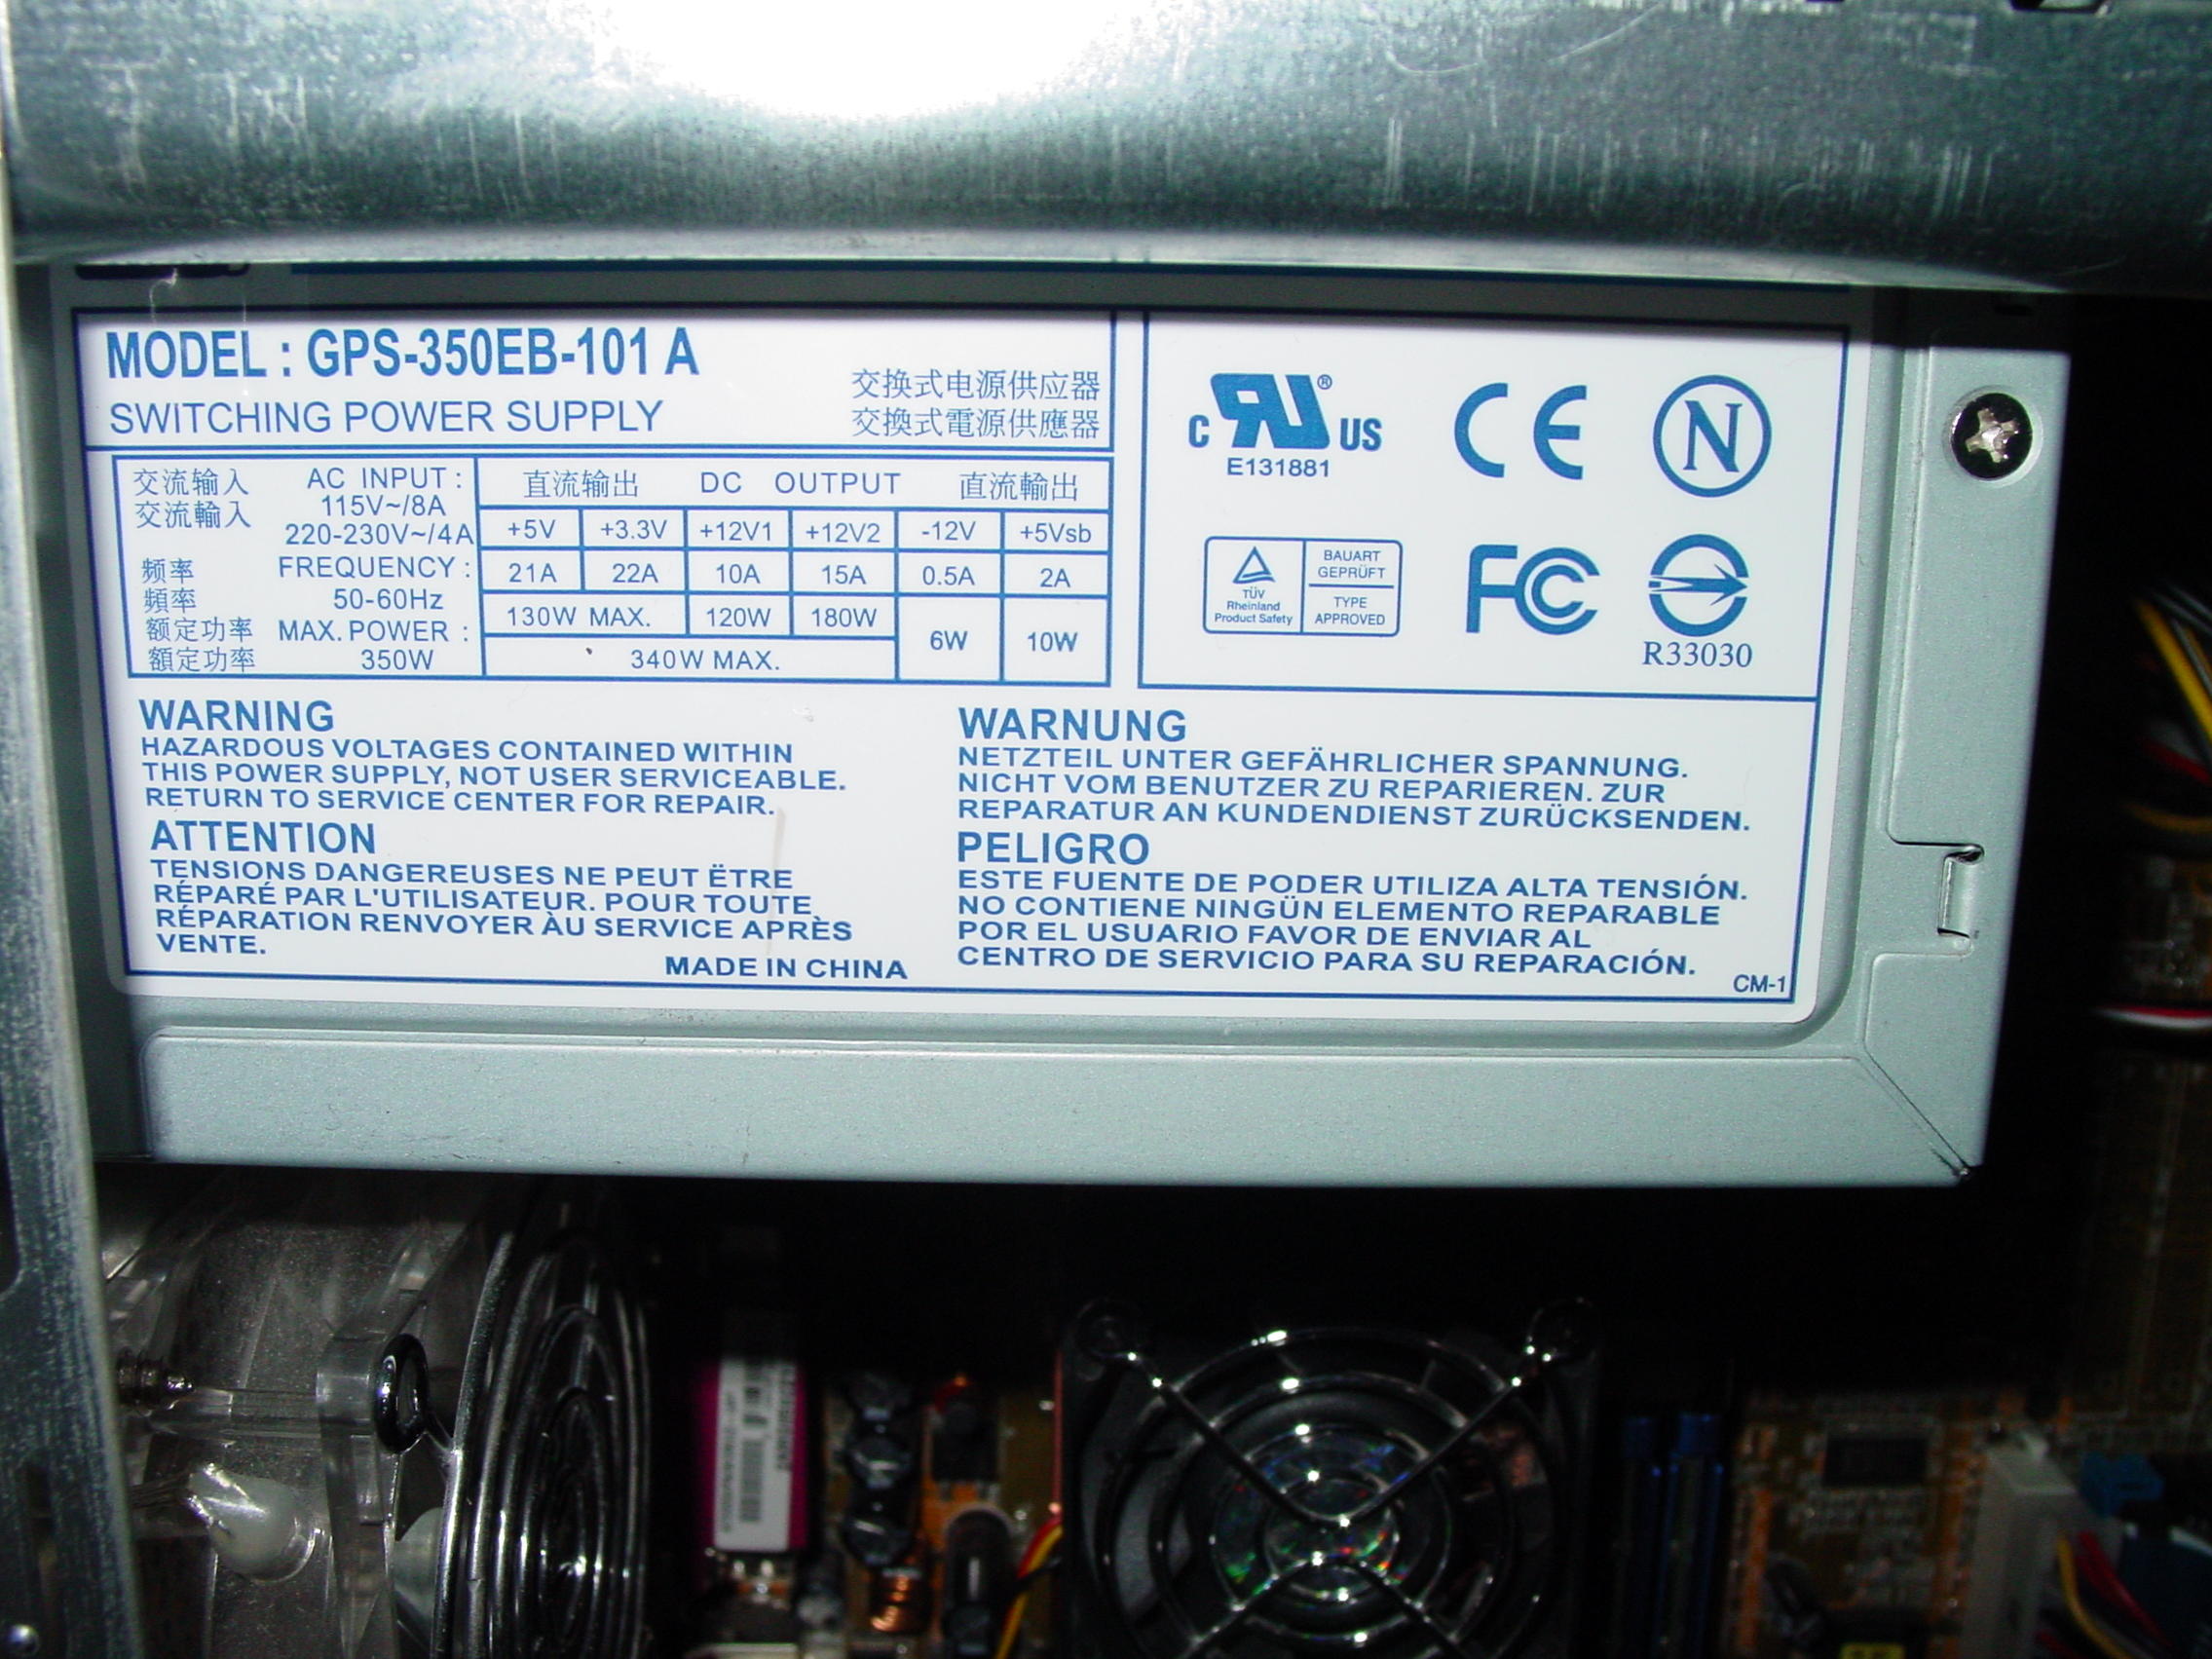 MODEL : GPS-350EB-101 A
SWITCHING POWER SUPPLY
交换式电源供应器
交換式電源供應器
交流输入 AC INPUT :
交流輸入 115V~/8A
220-230V~/4A
频率 FREQUENCY :
頻率 50-60Hz
额定功率 MAX. POWER :
額定功率 350W
直流输出 DC OUTPUT 直流輸出
+5V +3.3V +12V1 +12V2 -12V +5Vsb
21A 22A 10A 15A 0.5A 2A
130W MAX. 120W 180W 6W 10W
340W MAX.
c RU ® US
E131881
CE
N
TÜV
Rheinland
Product Safety
BAUART
GEPRÜFT
TYPE
APPROVED
FC
R33030
WARNING
HAZARDOUS VOLTAGES CONTAINED WITHIN
THIS POWER SUPPLY, NOT USER SERVICEABLE.
RETURN TO SERVICE CENTER FOR REPAIR.
ATTENTION
TENSIONS DANGEREUSES NE PEUT ËTRE
RÉPARÉ PAR L'UTILISATEUR. POUR TOUTE
RÉPARATION RENVOYER ÀU SERVICE APRÈS
VENTE.
MADE IN CHINA
WARNUNG
NETZTEIL UNTER GEFÄHRLICHER SPANNUNG.
NICHT VOM BENUTZER ZU REPARIEREN. ZUR
REPARATUR AN KUNDENDIENST ZURÜCKSENDEN.
PELIGRO
ESTE FUENTE DE PODER UTILIZA ALTA TENSIÓN.
NO CONTIENE NINGÚN ELEMENTO REPARABLE
POR EL USUARIO FAVOR DE ENVIAR AL
CENTRO DE SERVICIO PARA SU REPARACIÓN.
CM-1